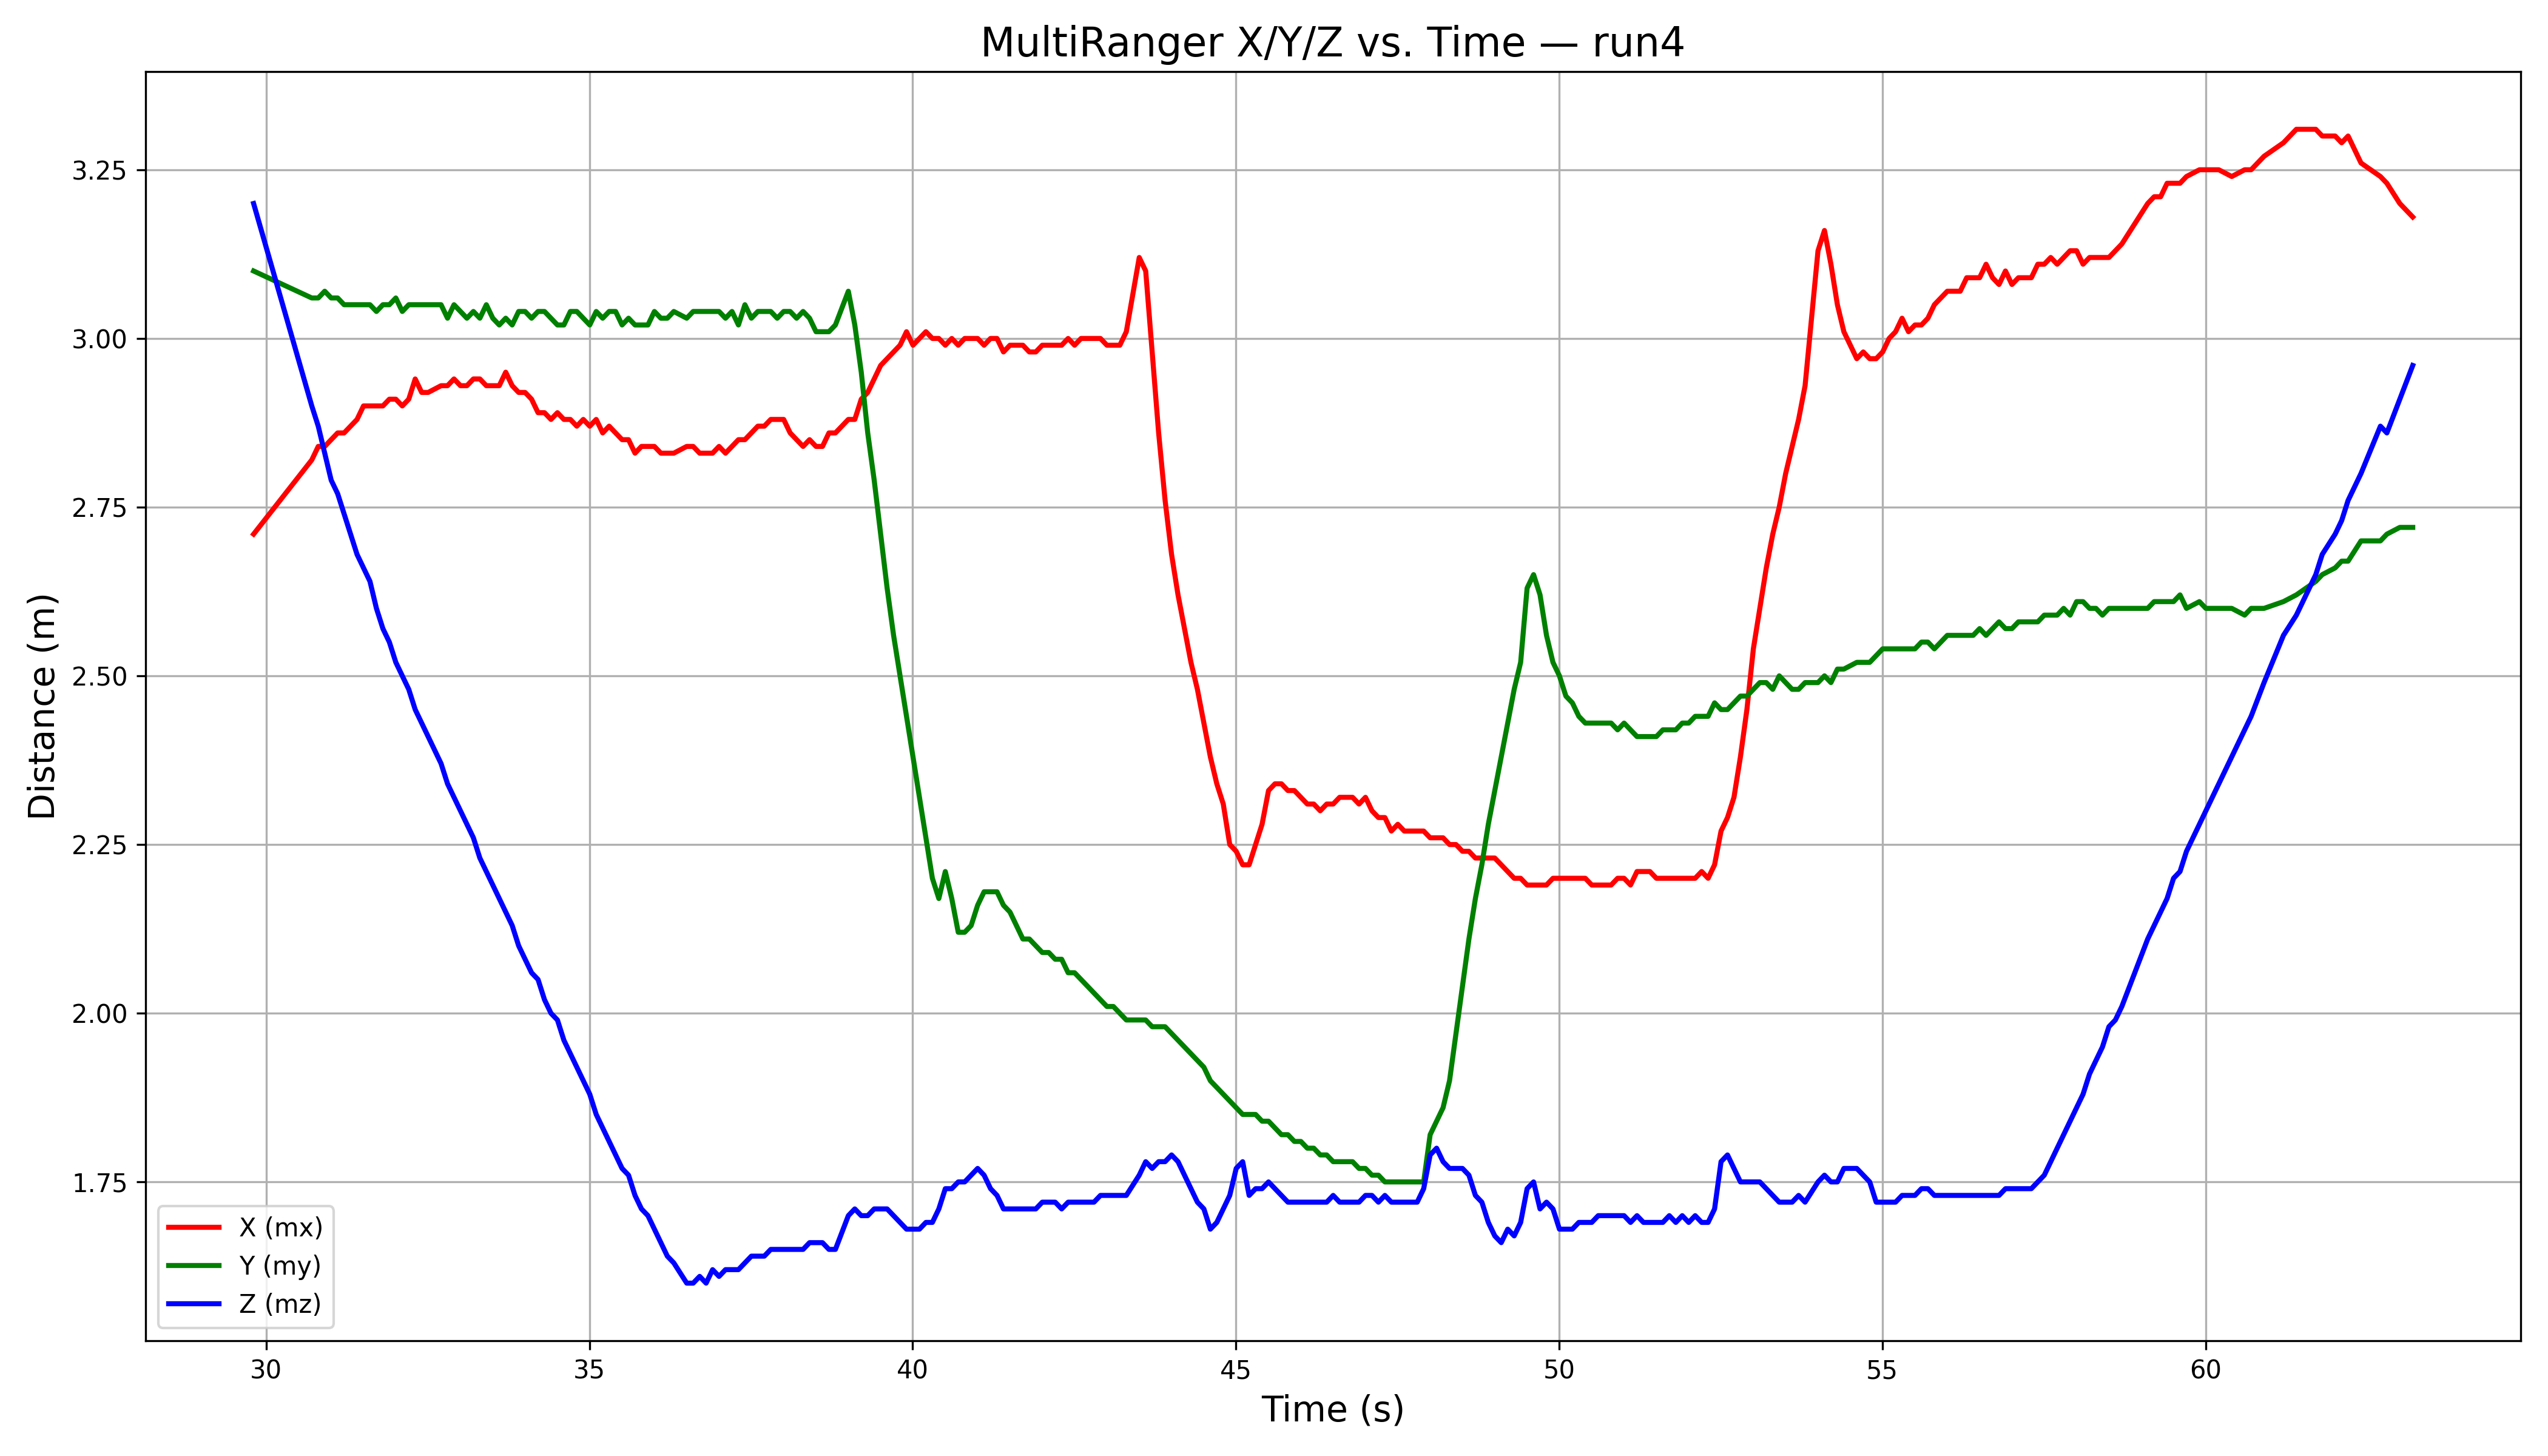 MultiRanger X/Y/Z vs. Time — run4
Distance (m)
3.25
3.00
2.75
2.50
2.25
2.00
1.75
X (mx)
Y (my)
Z (mz)
30 35 40 45 50 55 60
Time (s)